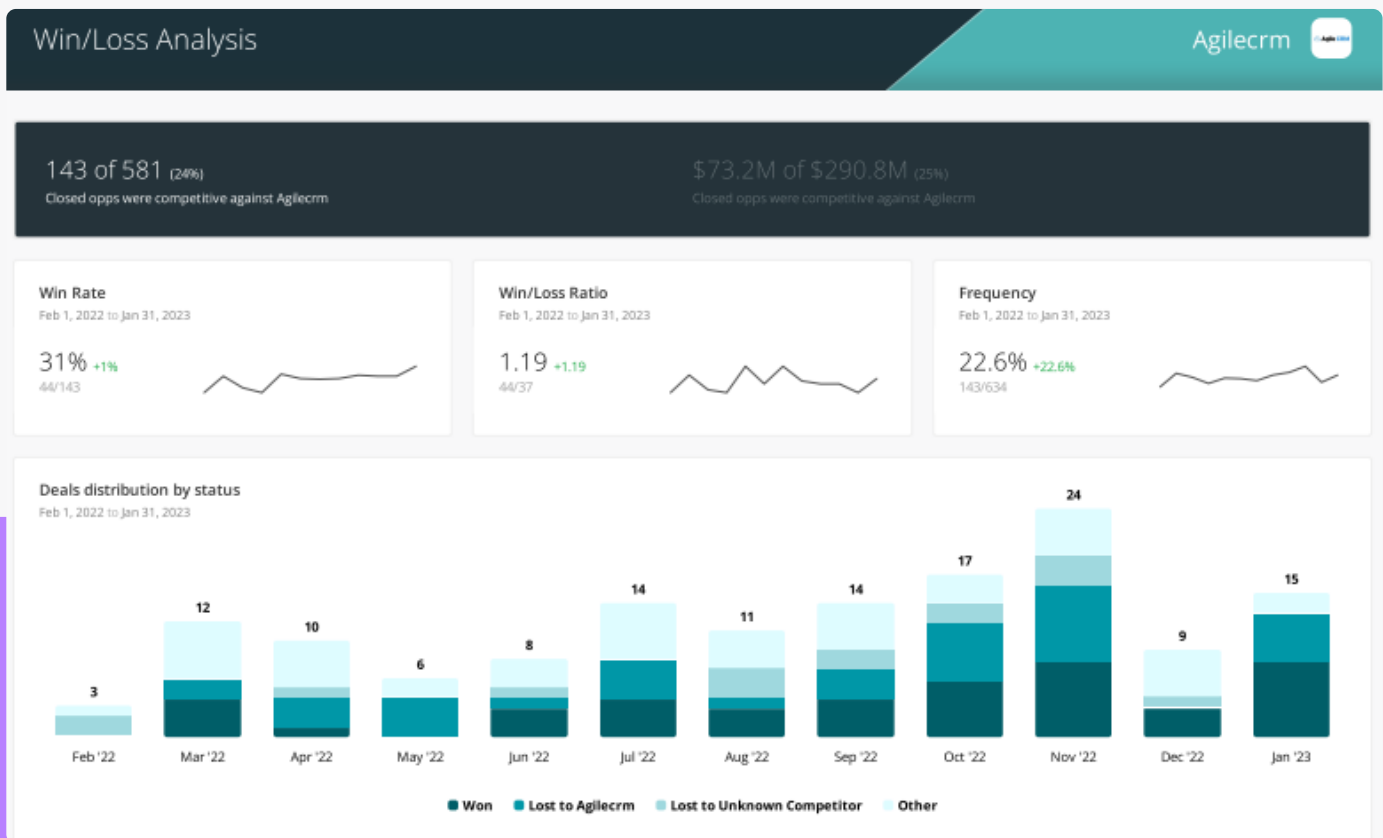 Win/Loss Analysis
Agilecrm
Agile CRM
143 of 581 (24%)
Closed opps were competitive against Agilecrm
$73.2M of $290.8M (25%)
Closed opps were competitive against Agilecrm
Win Rate
Feb 1, 2022 to Jan 31, 2023
31% +1%
44/143
Win/Loss Ratio
Feb 1, 2022 to Jan 31, 2023
1.19 +1.19
44/37
Frequency
Feb 1, 2022 to Jan 31, 2023
22.6% +22.6%
143/634
Deals distribution by status
Feb 1, 2022 to Jan 31, 2023
3
12
10
6
8
14
11
14
17
24
9
15
Feb '22 Mar '22 Apr '22 May '22 Jun '22 Jul '22 Aug '22 Sep '22 Oct '22 Nov '22 Dec '22 Jan '23
Won Lost to Agilecrm Lost to Unknown Competitor Other